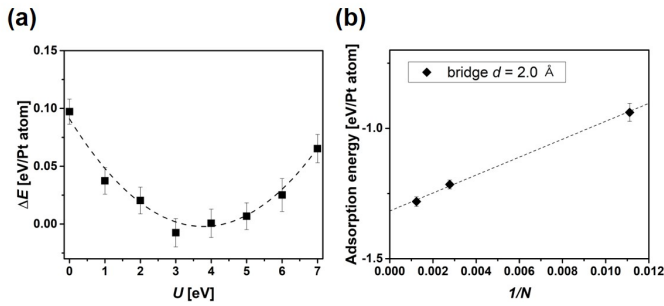 (a)
0.15
0.10
0.05
0.00
ΔE [eV/Pt atom]
0 1 2 3 4 5 6 7
U [eV]
(b)
bridge d = 2.0 Å
-1.0
-1.5
Adsorption energy [eV/Pt atom]
0.000 0.002 0.004 0.006 0.008 0.010 0.012
1/N